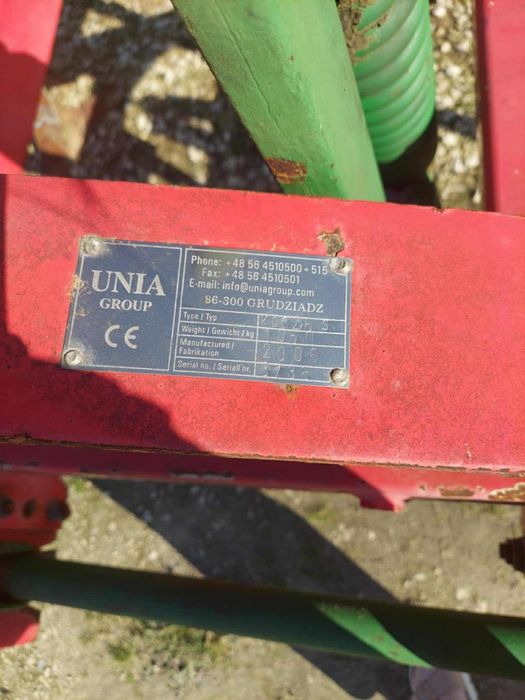 UNIA
GROUP
CE
Phone: +48 56 4510500 ÷ 515
Fax: +48 56 4510501
E-mail: info@uniagroup.com
86-300 GRUDZIADZ
Type / Typ
Weight / Gewicht / kg
Manufactured /
Fabrikation
Serial no. / Seriell nr.